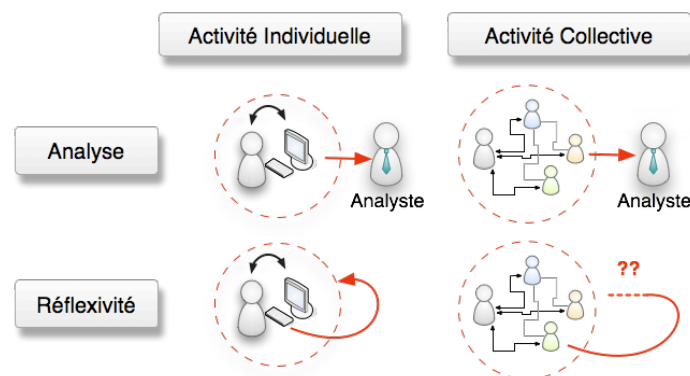 Activité Individuelle
Activité Collective
Analyse
Analyste
Analyste
Réflexivité
??